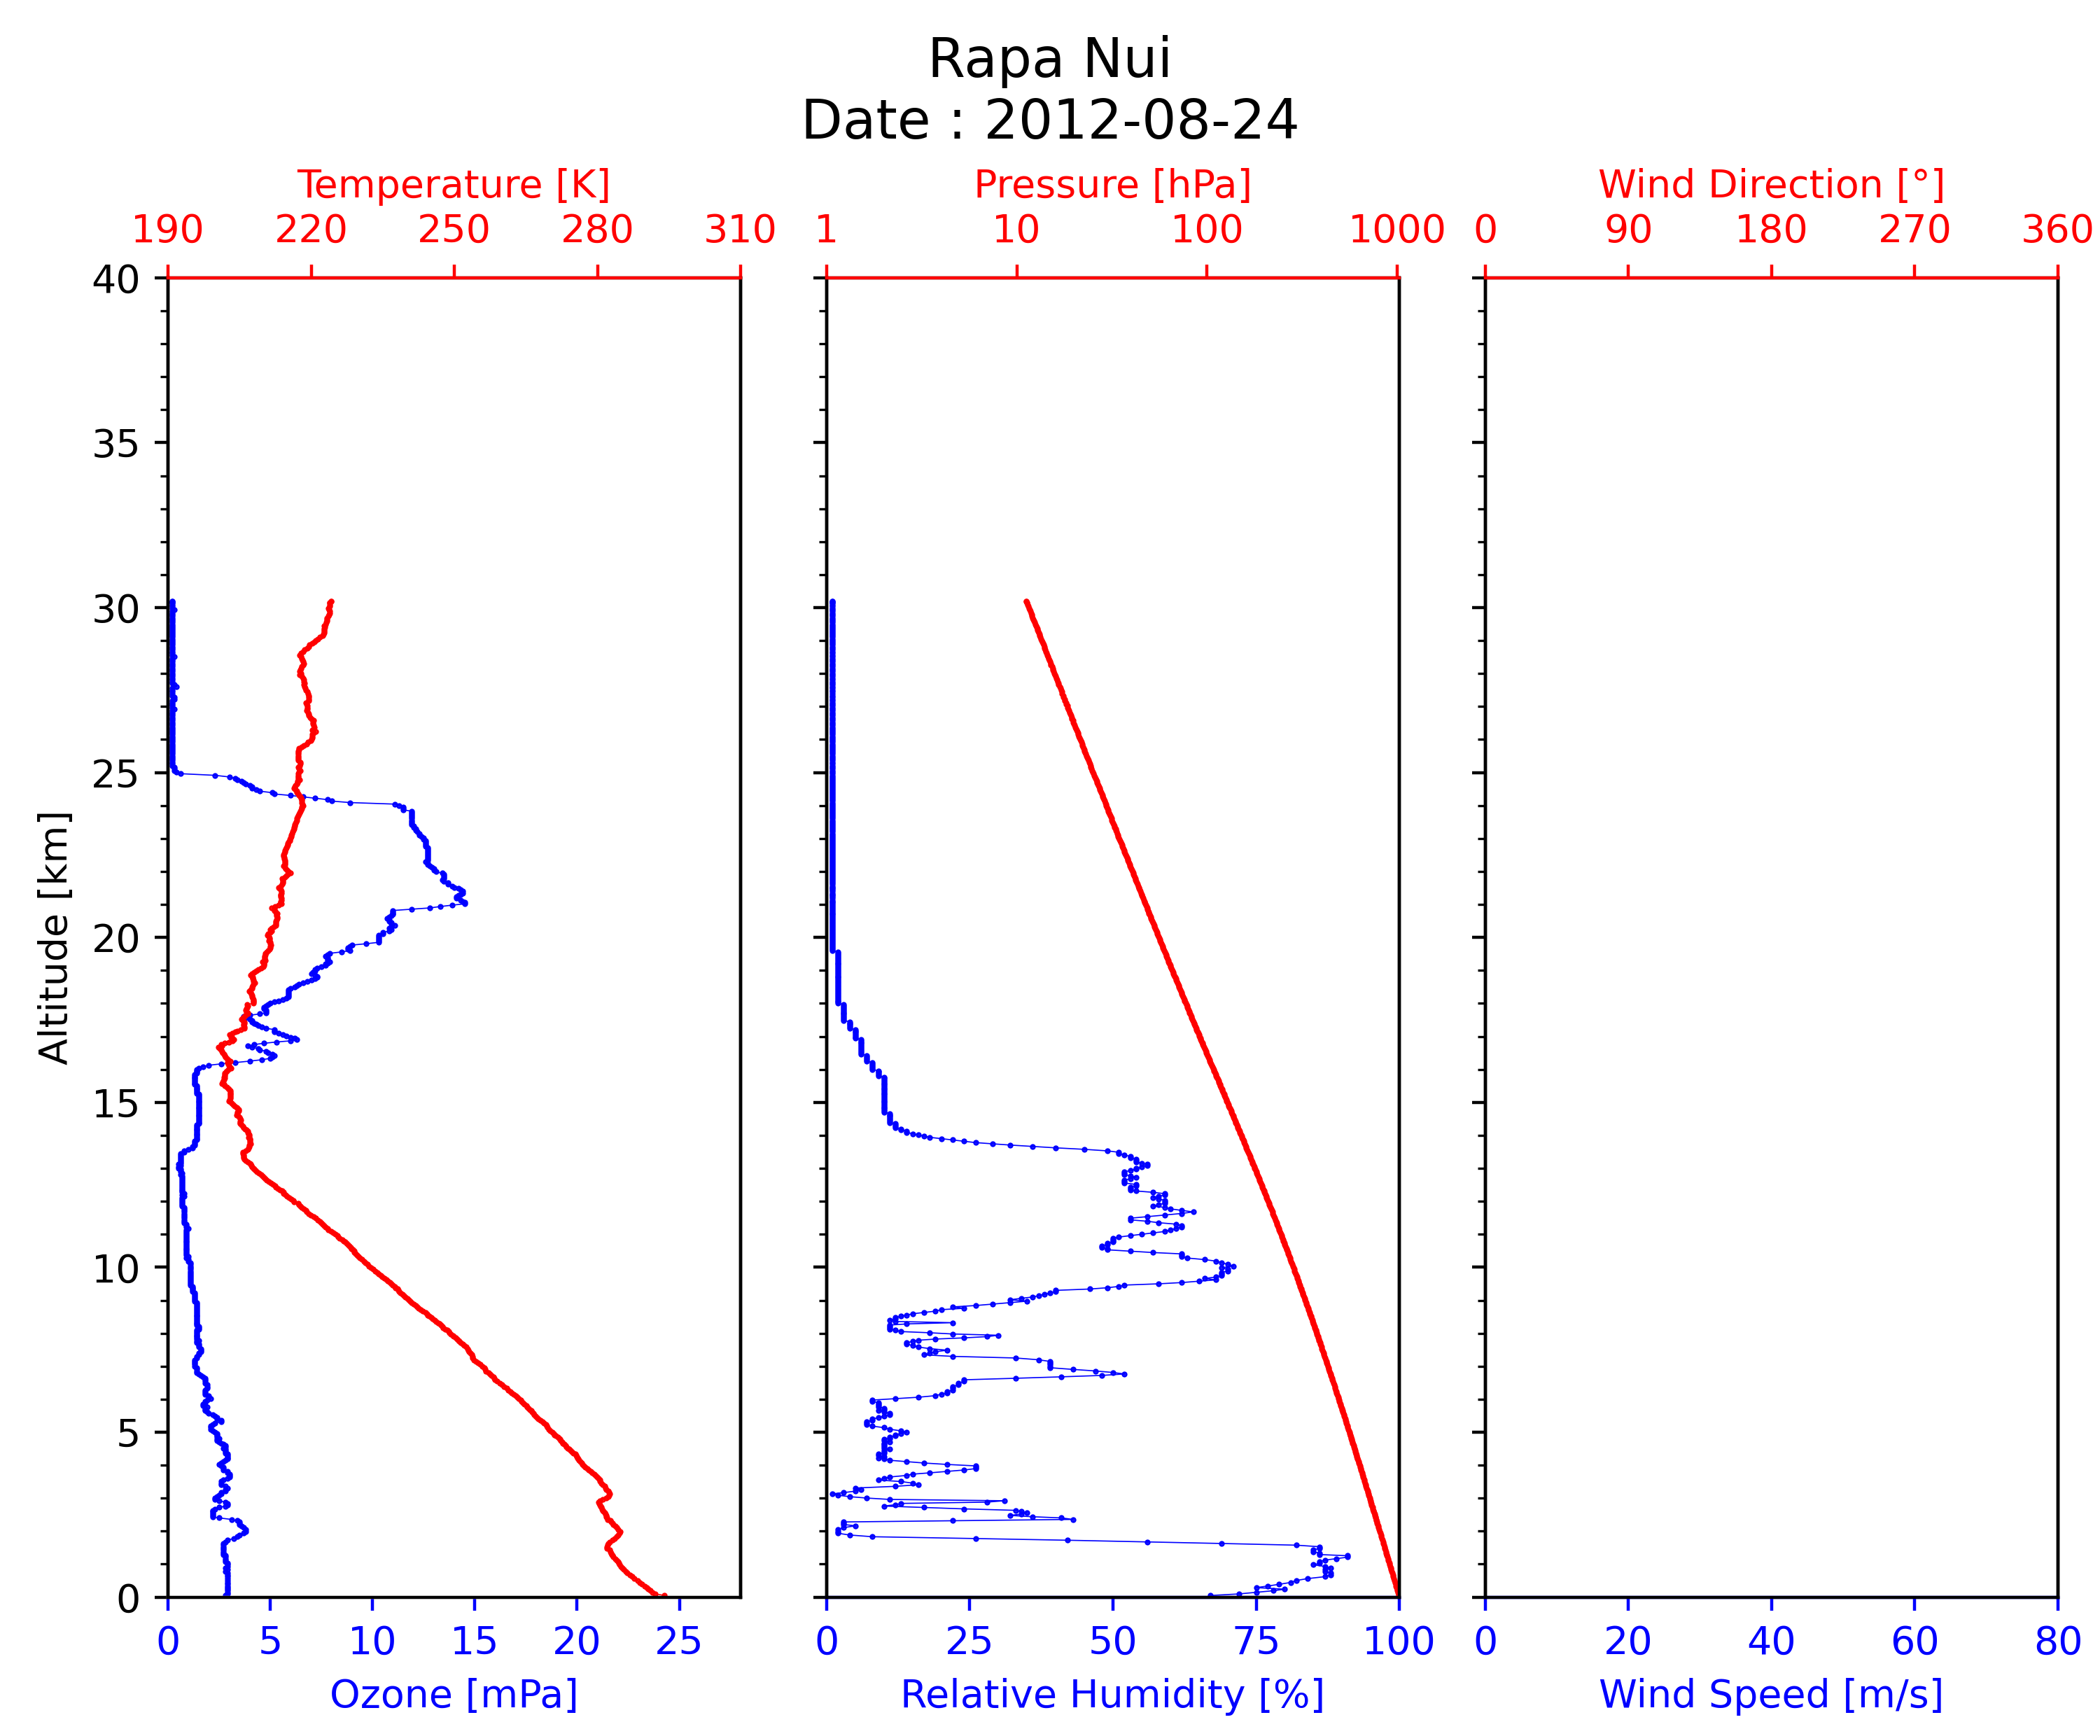 Rapa Nui
Date : 2012-08-24
Temperature [K]
190 220 250 280 310
Pressure [hPa]
1 10 100 1000
Wind Direction [°]
0 90 180 270 360
Altitude [km]
40
35
30
25
20
15
10
5
0
0 5 10 15 20 25
Ozone [mPa]
0 25 50 75 100
Relative Humidity [%]
0 20 40 60 80
Wind Speed [m/s]